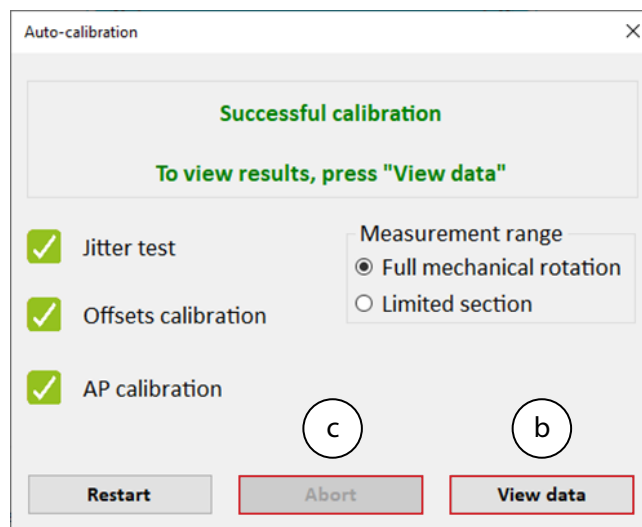 Auto-calibration
Successful calibration
To view results, press "View data"
Jitter test
Offsets calibration
AP calibration
Measurement range
Full mechanical rotation
Limited section
c
b
Restart
Abort
View data